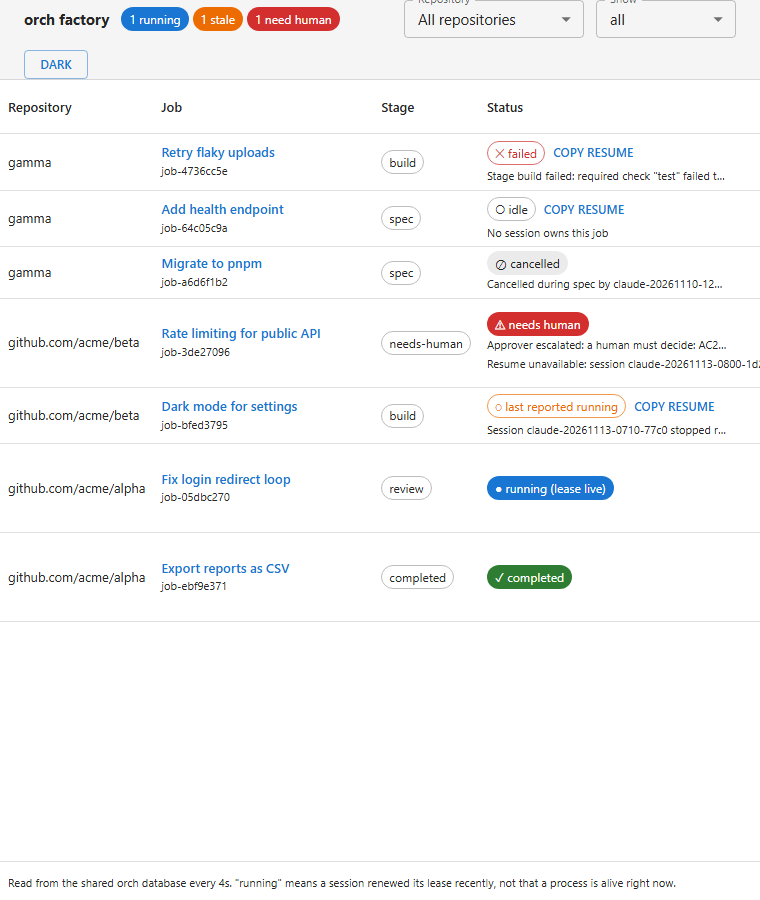 orch factory
1 running
1 stale
1 need human
Repository
All repositories
Show
all
DARK
Repository Job Stage Status
gamma
Retry flaky uploads
job-4736cc5e
build
failed
COPY RESUME
Stage build failed: required check "test" failed t...
gamma
Add health endpoint
job-64c05c9a
spec
idle
COPY RESUME
No session owns this job
gamma
Migrate to pnpm
job-a6d6f1b2
spec
cancelled
Cancelled during spec by claude-20261110-12...
github.com/acme/beta
Rate limiting for public API
job-3de27096
needs-human
needs human
Approver escalated: a human must decide: AC2...
Resume unavailable: session claude-20261113-0800-1d2
github.com/acme/beta
Dark mode for settings
job-bfed3795
build
last reported running
COPY RESUME
Session claude-20261113-0710-77c0 stopped r...
github.com/acme/alpha
Fix login redirect loop
job-05dbc270
review
running (lease live)
github.com/acme/alpha
Export reports as CSV
job-ebf9e371
completed
✓ completed
Read from the shared orch database every 4s. "running" means a session renewed its lease recently, not that a process is alive right now.